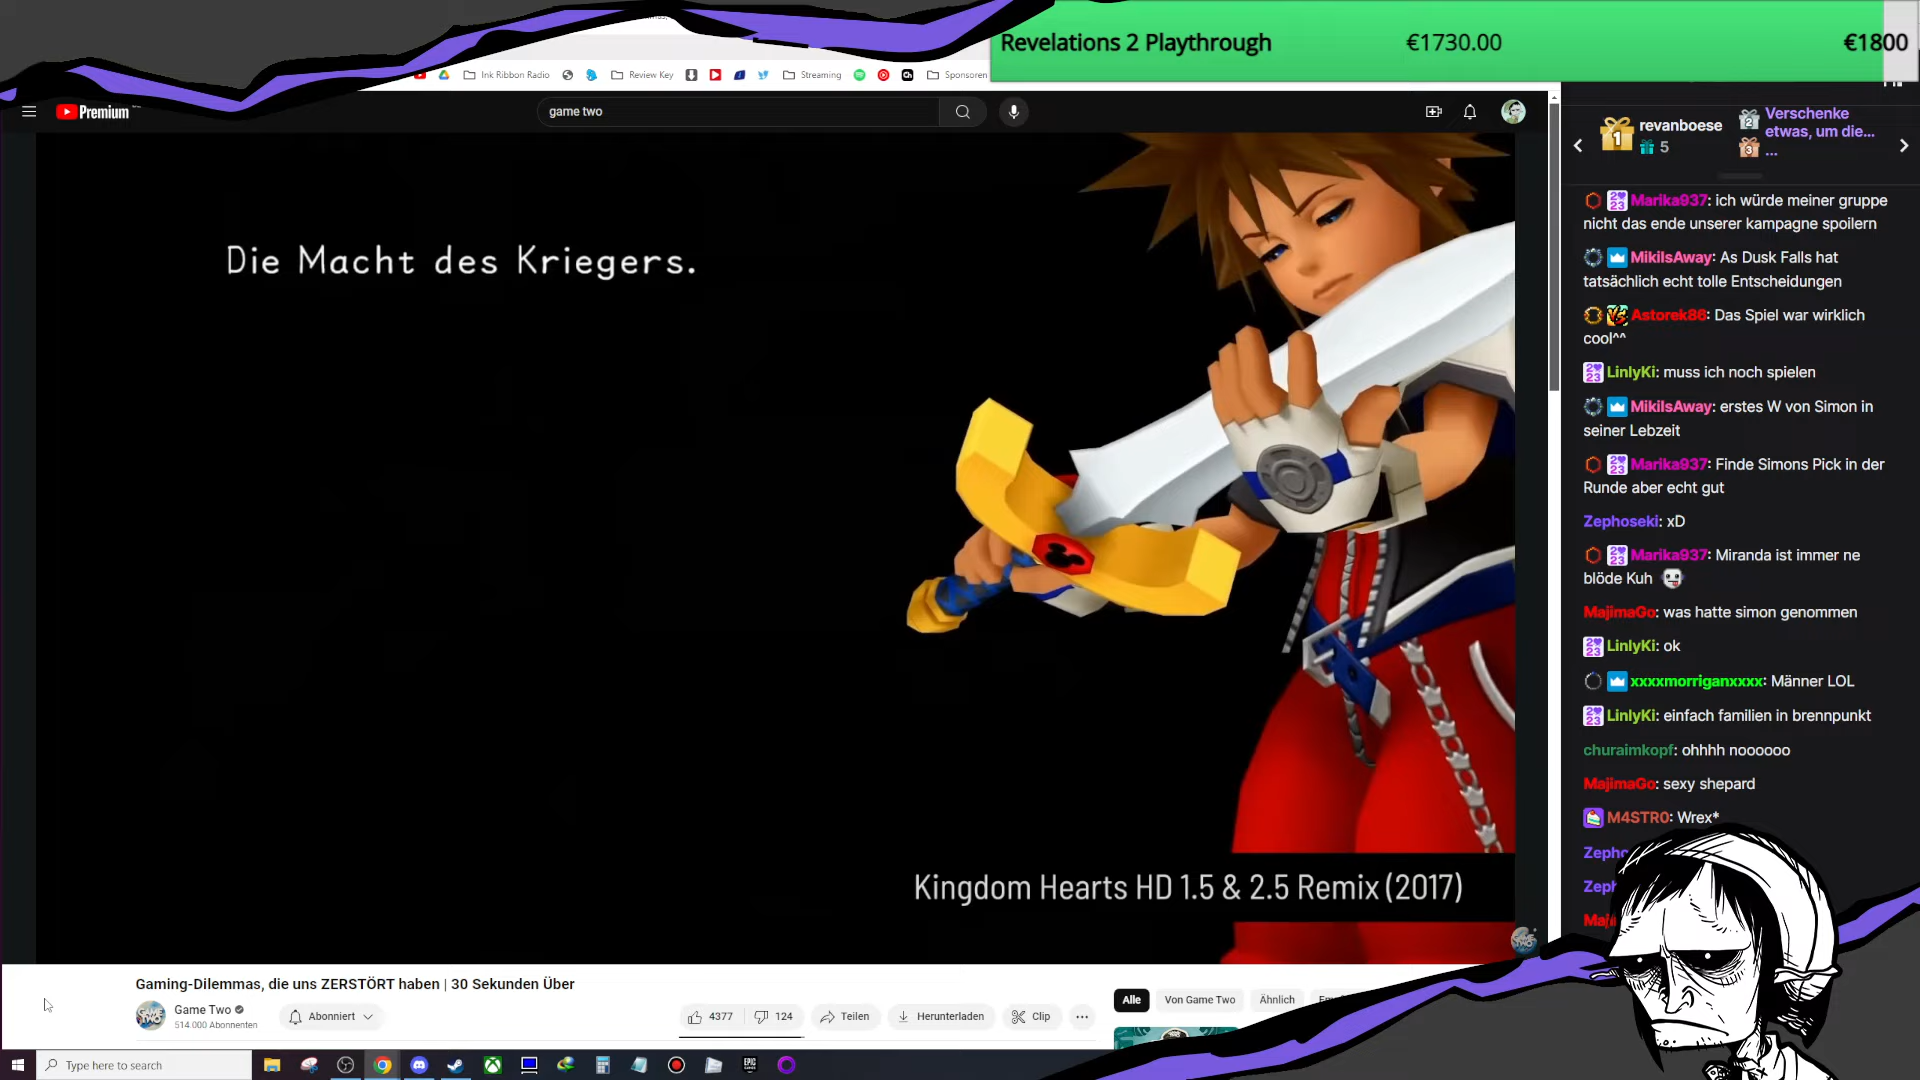 Revelations 2 Playthrough €1730.00 €1800
Ink Ribbon Radio Review Key Streaming Sponsoren
Premium game two
revanboese
5
Verschenke
etwas, um die...
...
Die Macht des Kriegers.
Kingdom Hearts HD 1.5 & 2.5 Remix (2017)
Marika937: ich würde meiner gruppe
nicht das ende unserer kampagne spoilern
MikilsAway: As Dusk Falls hat
tatsächlich echt tolle Entscheidungen
Astorek86: Das Spiel war wirklich
cool^^
LinlyKi: muss ich noch spielen
MikilsAway: erstes W von Simon in
seiner Lebzeit
Marika937: Finde Simons Pick in der
Runde aber echt gut
Zephoseki: xD
Marika937: Miranda ist immer ne
blöde Kuh
MajimaGo: was hatte simon genommen
LinlyKi: ok
xxxxmorriganxxxx: Männer LOL
LinlyKi: einfach familien in brennpunkt
churaimkopf: ohhhh noooooo
MajimaGo: sexy shepard
M4STR0: Wrex*
Gaming-Dilemmas, die uns ZERSTÖRT haben | 30 Sekunden Über
Game Two
514.000 Abonnenten
Abonniert
4377 124 Teilen Herunterladen Clip
Alle Von Game Two Ähnlich
Type here to search